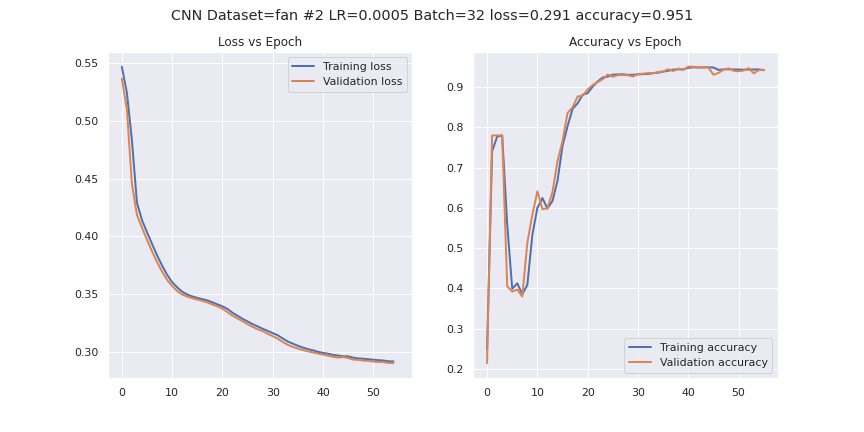 CNN Dataset=fan #2 LR=0.0005 Batch=32 loss=0.291 accuracy=0.951
Loss vs Epoch
Training loss
Validation loss
0.55
0.50
0.45
0.40
0.35
0.30
0 10 20 30 40 50
Accuracy vs Epoch
0.9
0.8
0.7
0.6
0.5
0.4
0.3
0.2
Training accuracy
Validation accuracy
0 10 20 30 40 50